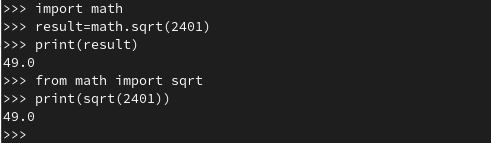 >>> import math
>>> result=math.sqrt(2401)
>>> print(result)
49.0
>>> from math import sqrt
>>> print(sqrt(2401))
49.0
>>>